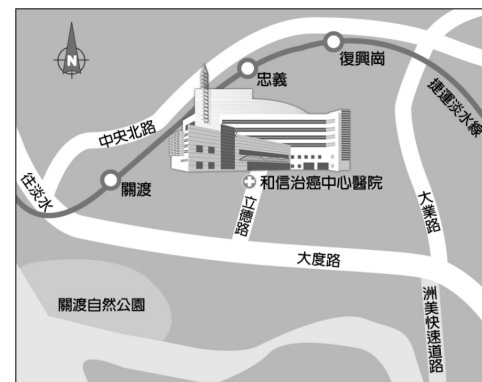 N
復興崗
忠義
捷運淡水線
中央北路
關渡
往淡水
和信治癌中心醫院
立德路
大業路
大度路
關渡自然公園
洲美快速道路